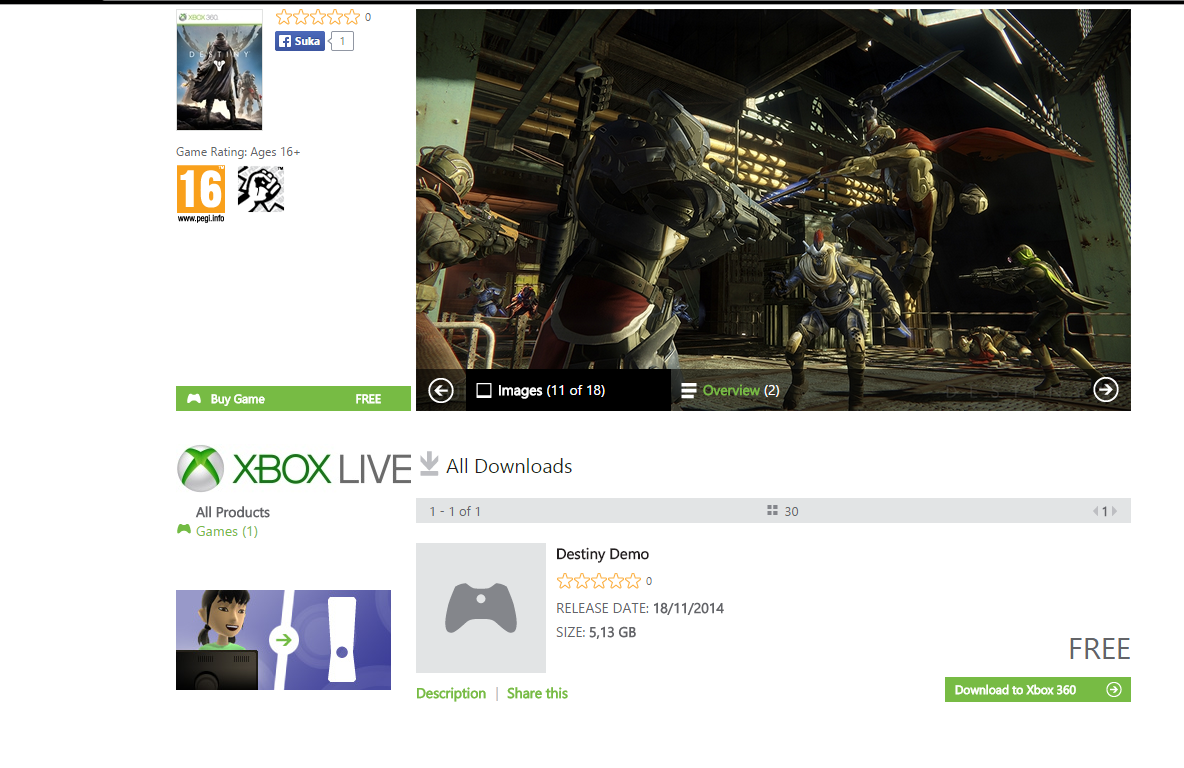 XBOX 360
DESTINY
0
Suka
1
Game Rating: Ages 16+
16
www.pegi.info
Buy Game
FREE
Images (11 of 18)
Overview (2)
XBOX LIVE
All Products
Games (1)
All Downloads
1 - 1 of 1
30
1
Destiny Demo
0
RELEASE DATE: 18/11/2014
SIZE: 5,13 GB
FREE
Description | Share this
Download to Xbox 360